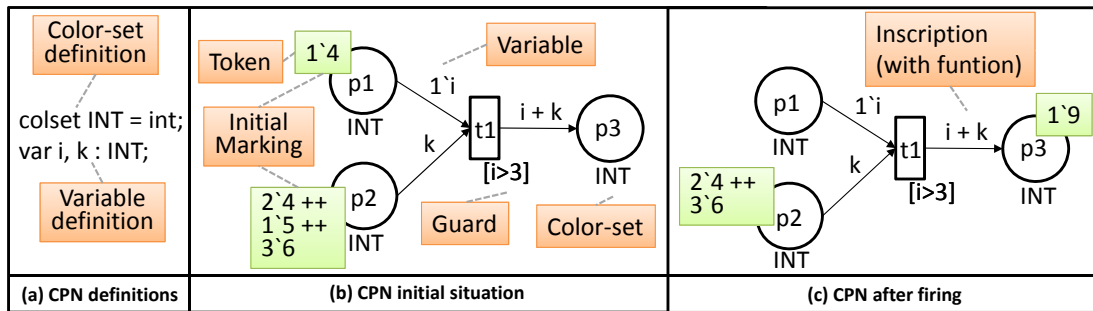 Color-set
definition
colset INT = int;
var i, k : INT;
Variable
definition
(a) CPN definitions
Token
1`4
p1
INT
Variable
1`i
Initial
Marking
k
t1
[i>3]
i + k
p3
INT
2`4 ++
1`5 ++
3`6
p2
INT
Guard
Color-set
(b) CPN initial situation
Inscription
(with funtion)
p1
INT
1`i
k
t1
[i>3]
i + k
1`9
p3
INT
2`4 ++
3`6
p2
INT
(c) CPN after firing